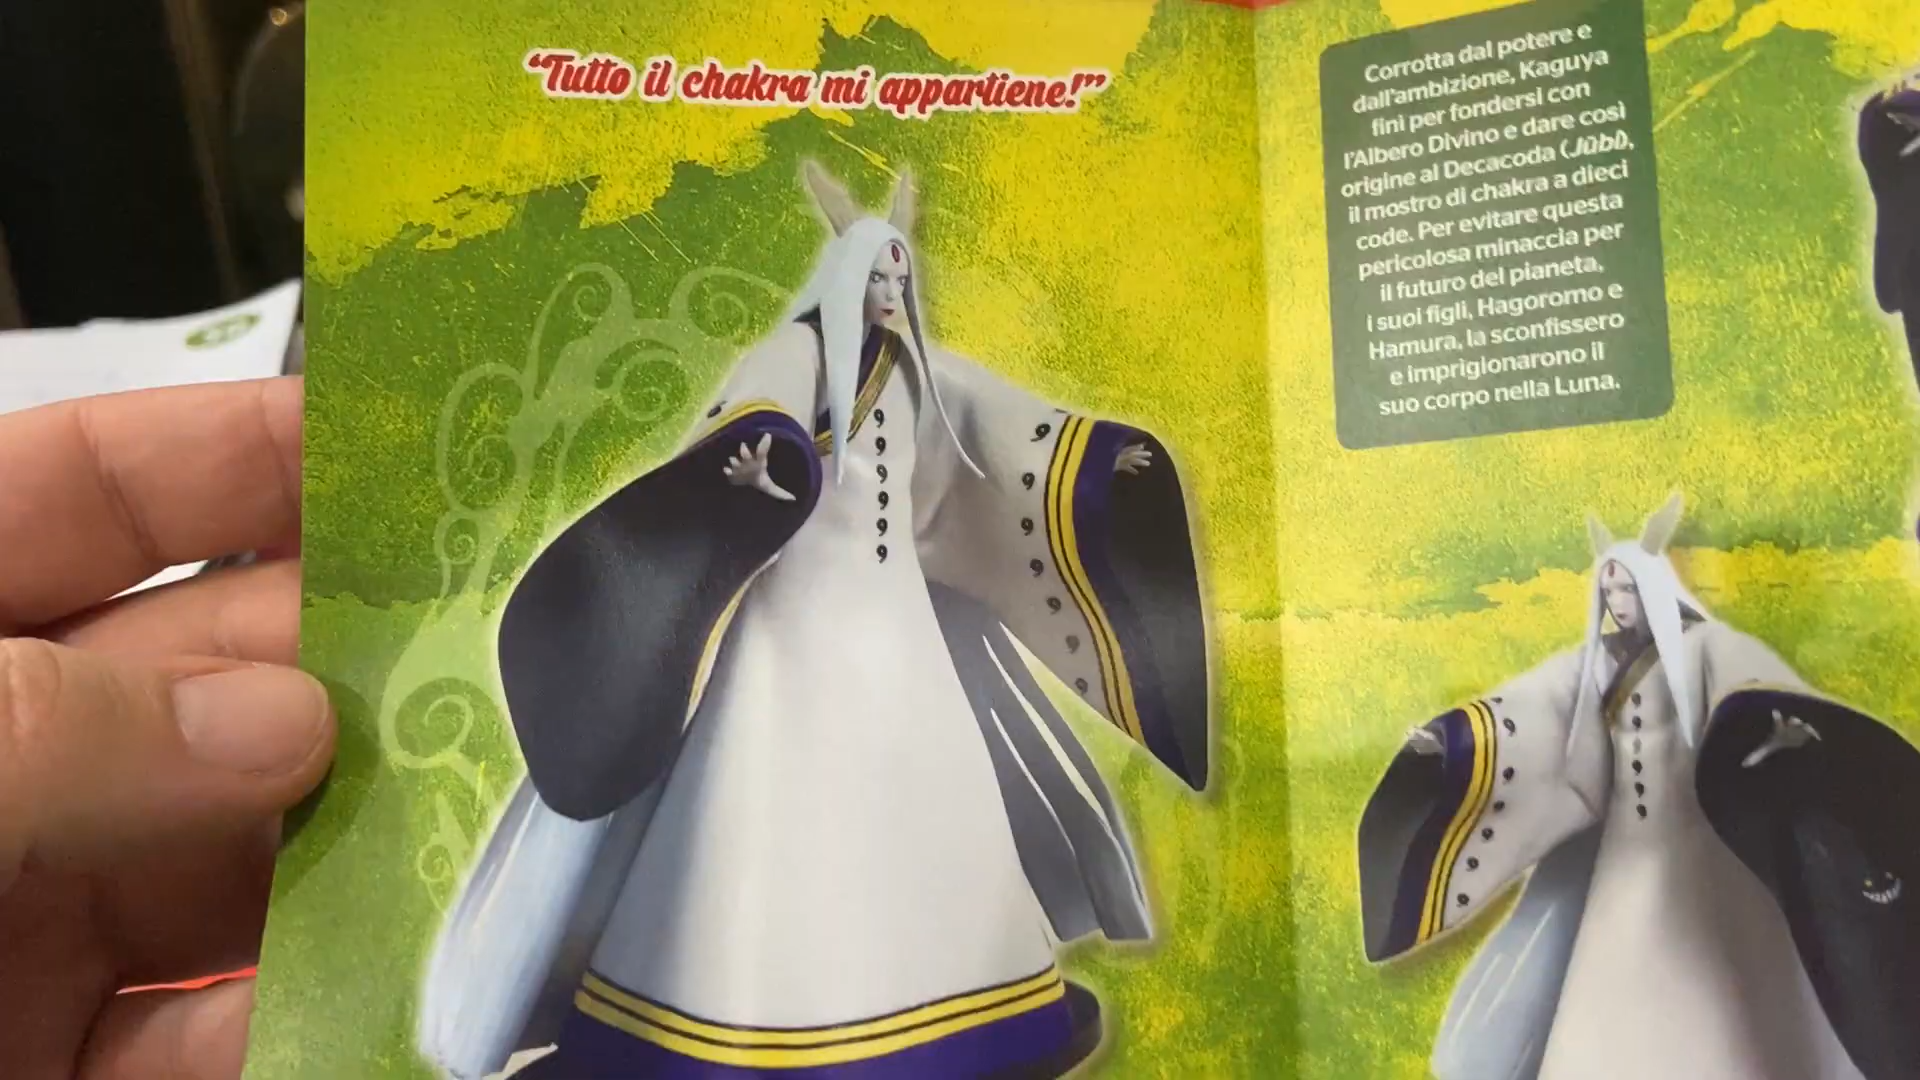 “Tutto il chakra mi appartiene!”
Corrotta dal potere e
dall'ambizione, Kaguya
finì per fondersi con
l'Albero Divino e dare così
origine al Decacoda (Jūbi),
il mostro di chakra a dieci
code. Per evitare questa
pericolosa minaccia per
il futuro del pianeta,
i suoi figli, Hagoromo e
Hamura, la sconfissero
e imprigionarono il
suo corpo nella Luna.